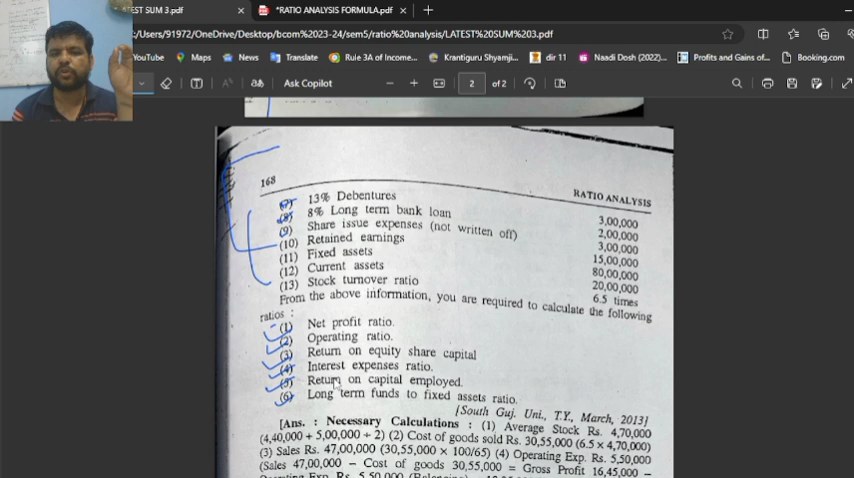 TEST SUM 3.pdf
*RATIO ANALYSIS FORMULA.pdf
:/Users/91972/OneDrive/Desktop/bcom%2023-24/sem5/ratio%20analysis/LATEST%20SUM%203.pdf
YouTube Maps News Translate Rule 3A of Income... Krantiguru Shyamji... dir 11 Naadi Dosh (2022)... Profits and Gains of... Booking.com
Ask Copilot 2 of 2
168 RATIO ANALYSIS
(7) 13% Debentures 3,00,000
(8) 8% Long term bank loan 2,00,000
(9) Share issue expenses (not written off) 3,00,000
(10) Retained earnings 15,00,000
(11) Fixed assets 80,00,000
(12) Current assets 20,00,000
(13) Stock turnover ratio 6.5 times
From the above information, you are required to calculate the following
ratios :
(1) Net profit ratio.
(2) Operating ratio.
(3) Return on equity share capital
(4) Interest expenses ratio.
(5) Return on capital employed.
(6) Long term funds to fixed assets ratio.
[South Guj. Uni., T.Y., March, 2013]
[Ans. : Necessary Calculations : (1) Average Stock Rs. 4,70,000
(4,40,000 + 5,00,000 ÷ 2) (2) Cost of goods sold Rs. 30,55,000 (6.5 × 4,70,000)
(3) Sales Rs. 47,00,000 (30,55,000 × 100/65) (4) Operating Exp. Rs. 5,50,000
(Sales 47,00,000 − Cost of goods 30,55,000 = Gross Profit 16,45,000 −